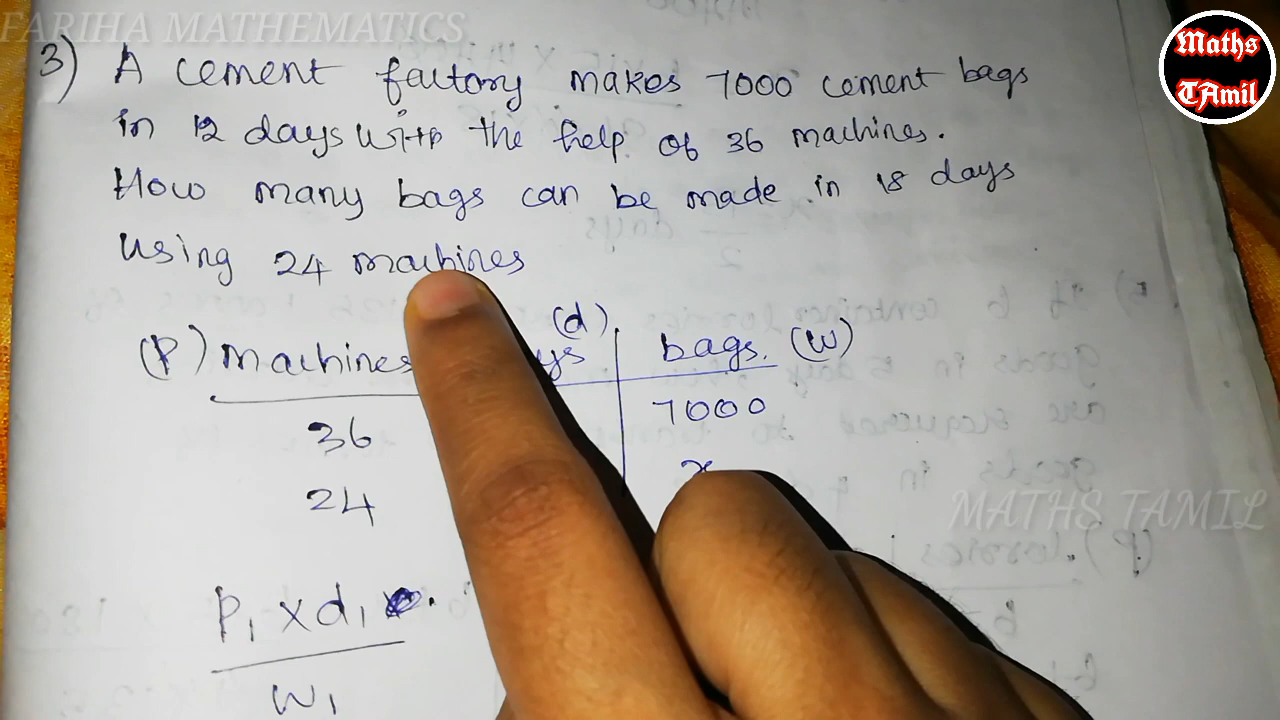 FARIHA MATHEMATICS
Maths
TAmil
3) A cement factory makes 7000 cement bags
in 12 days with the help of 36 machines.
How many bags can be made in 18 days
using 24 machines
(P) machines (d) bags (W)
36 7000
24 x
MATHS TAMIL
P₁ x d₁
W₁